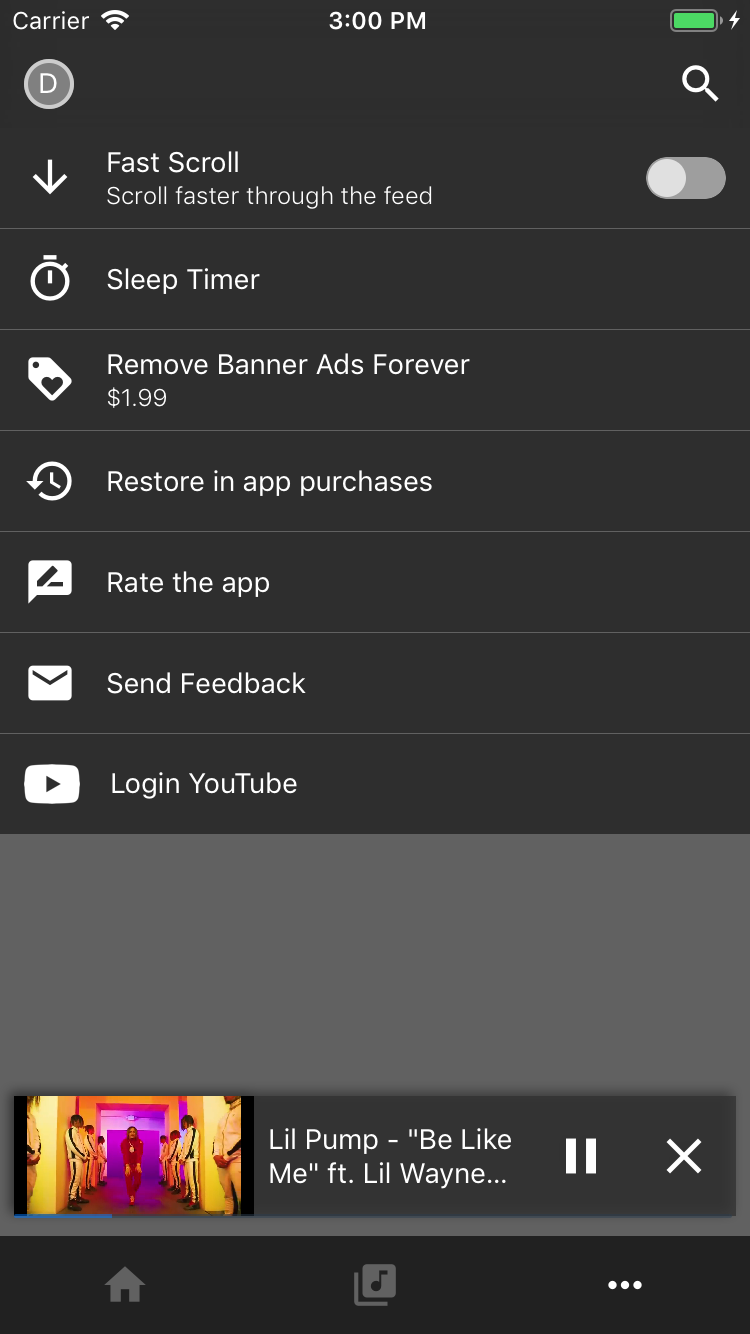 Carrier 3:00 PM
D
Fast Scroll
Scroll faster through the feed
Sleep Timer
Remove Banner Ads Forever
$1.99
Restore in app purchases
Rate the app
Send Feedback
Login YouTube
Lil Pump - "Be Like
Me" ft. Lil Wayne...